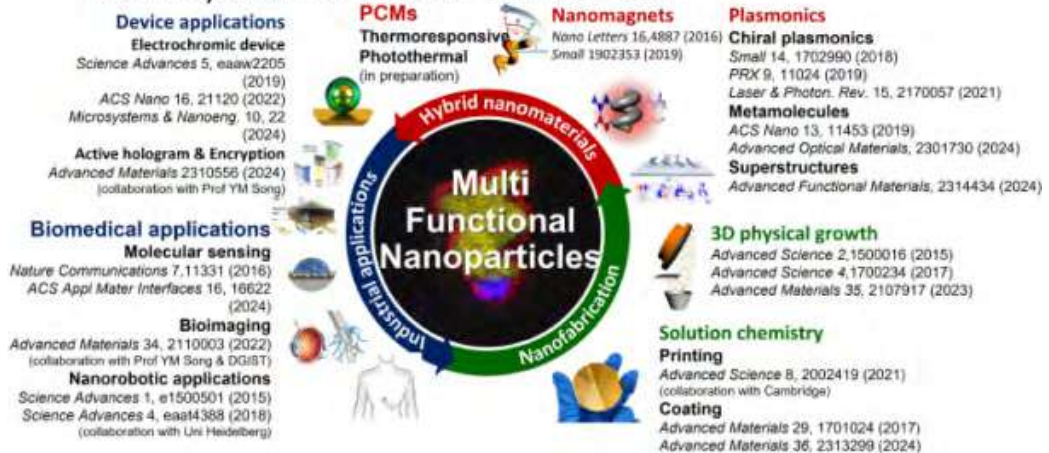 Device applications
Electrochromic device
Science Advances 5, eaaw2205
(2019)
ACS Nano 16, 21120 (2022)
Microsystems & Nanoeng. 10, 22
(2024)
Active hologram & Encryption
Advanced Materials 2310556 (2024)
(collaboration with Prof YM Song)
Biomedical applications
Molecular sensing
Nature Communications 7,11331 (2016)
ACS Appl Mater Interfaces 16, 16622
(2024)
Bioimaging
Advanced Materials 34, 2110003 (2022)
(collaboration with Prof YM Song & DGIST)
Nanorobotic applications
Science Advances 1, e1500501 (2015)
Science Advances 4, eaat4388 (2018)
(collaboration with Uni Heidelberg)
PCMs
Thermoresponsive
Photothermal
(in preparation)
Nanomagnets
Nano Letters 16,4887 (2016)
Small 1902353 (2019)
Hybrid nanomaterials
Industrial applications
Nanofabrication
Multi
Functional
Nanoparticles
Plasmonics
Chiral plasmonics
Small 14, 1702990 (2018)
PRX 9, 11024 (2019)
Laser & Photon. Rev. 15, 2170057 (2021)
Metamolecules
ACS Nano 13, 11453 (2019)
Advanced Optical Materials, 2301730 (2024)
Superstructures
Advanced Functional Materials, 2314434 (2024)
3D physical growth
Advanced Science 2,1500016 (2015)
Advanced Science 4,1700234 (2017)
Advanced Materials 35, 2107917 (2023)
Solution chemistry
Printing
Advanced Science 8, 2002419 (2021)
(collaboration with Cambridge)
Coating
Advanced Materials 29, 1701024 (2017)
Advanced Materials 36, 2313299 (2024)